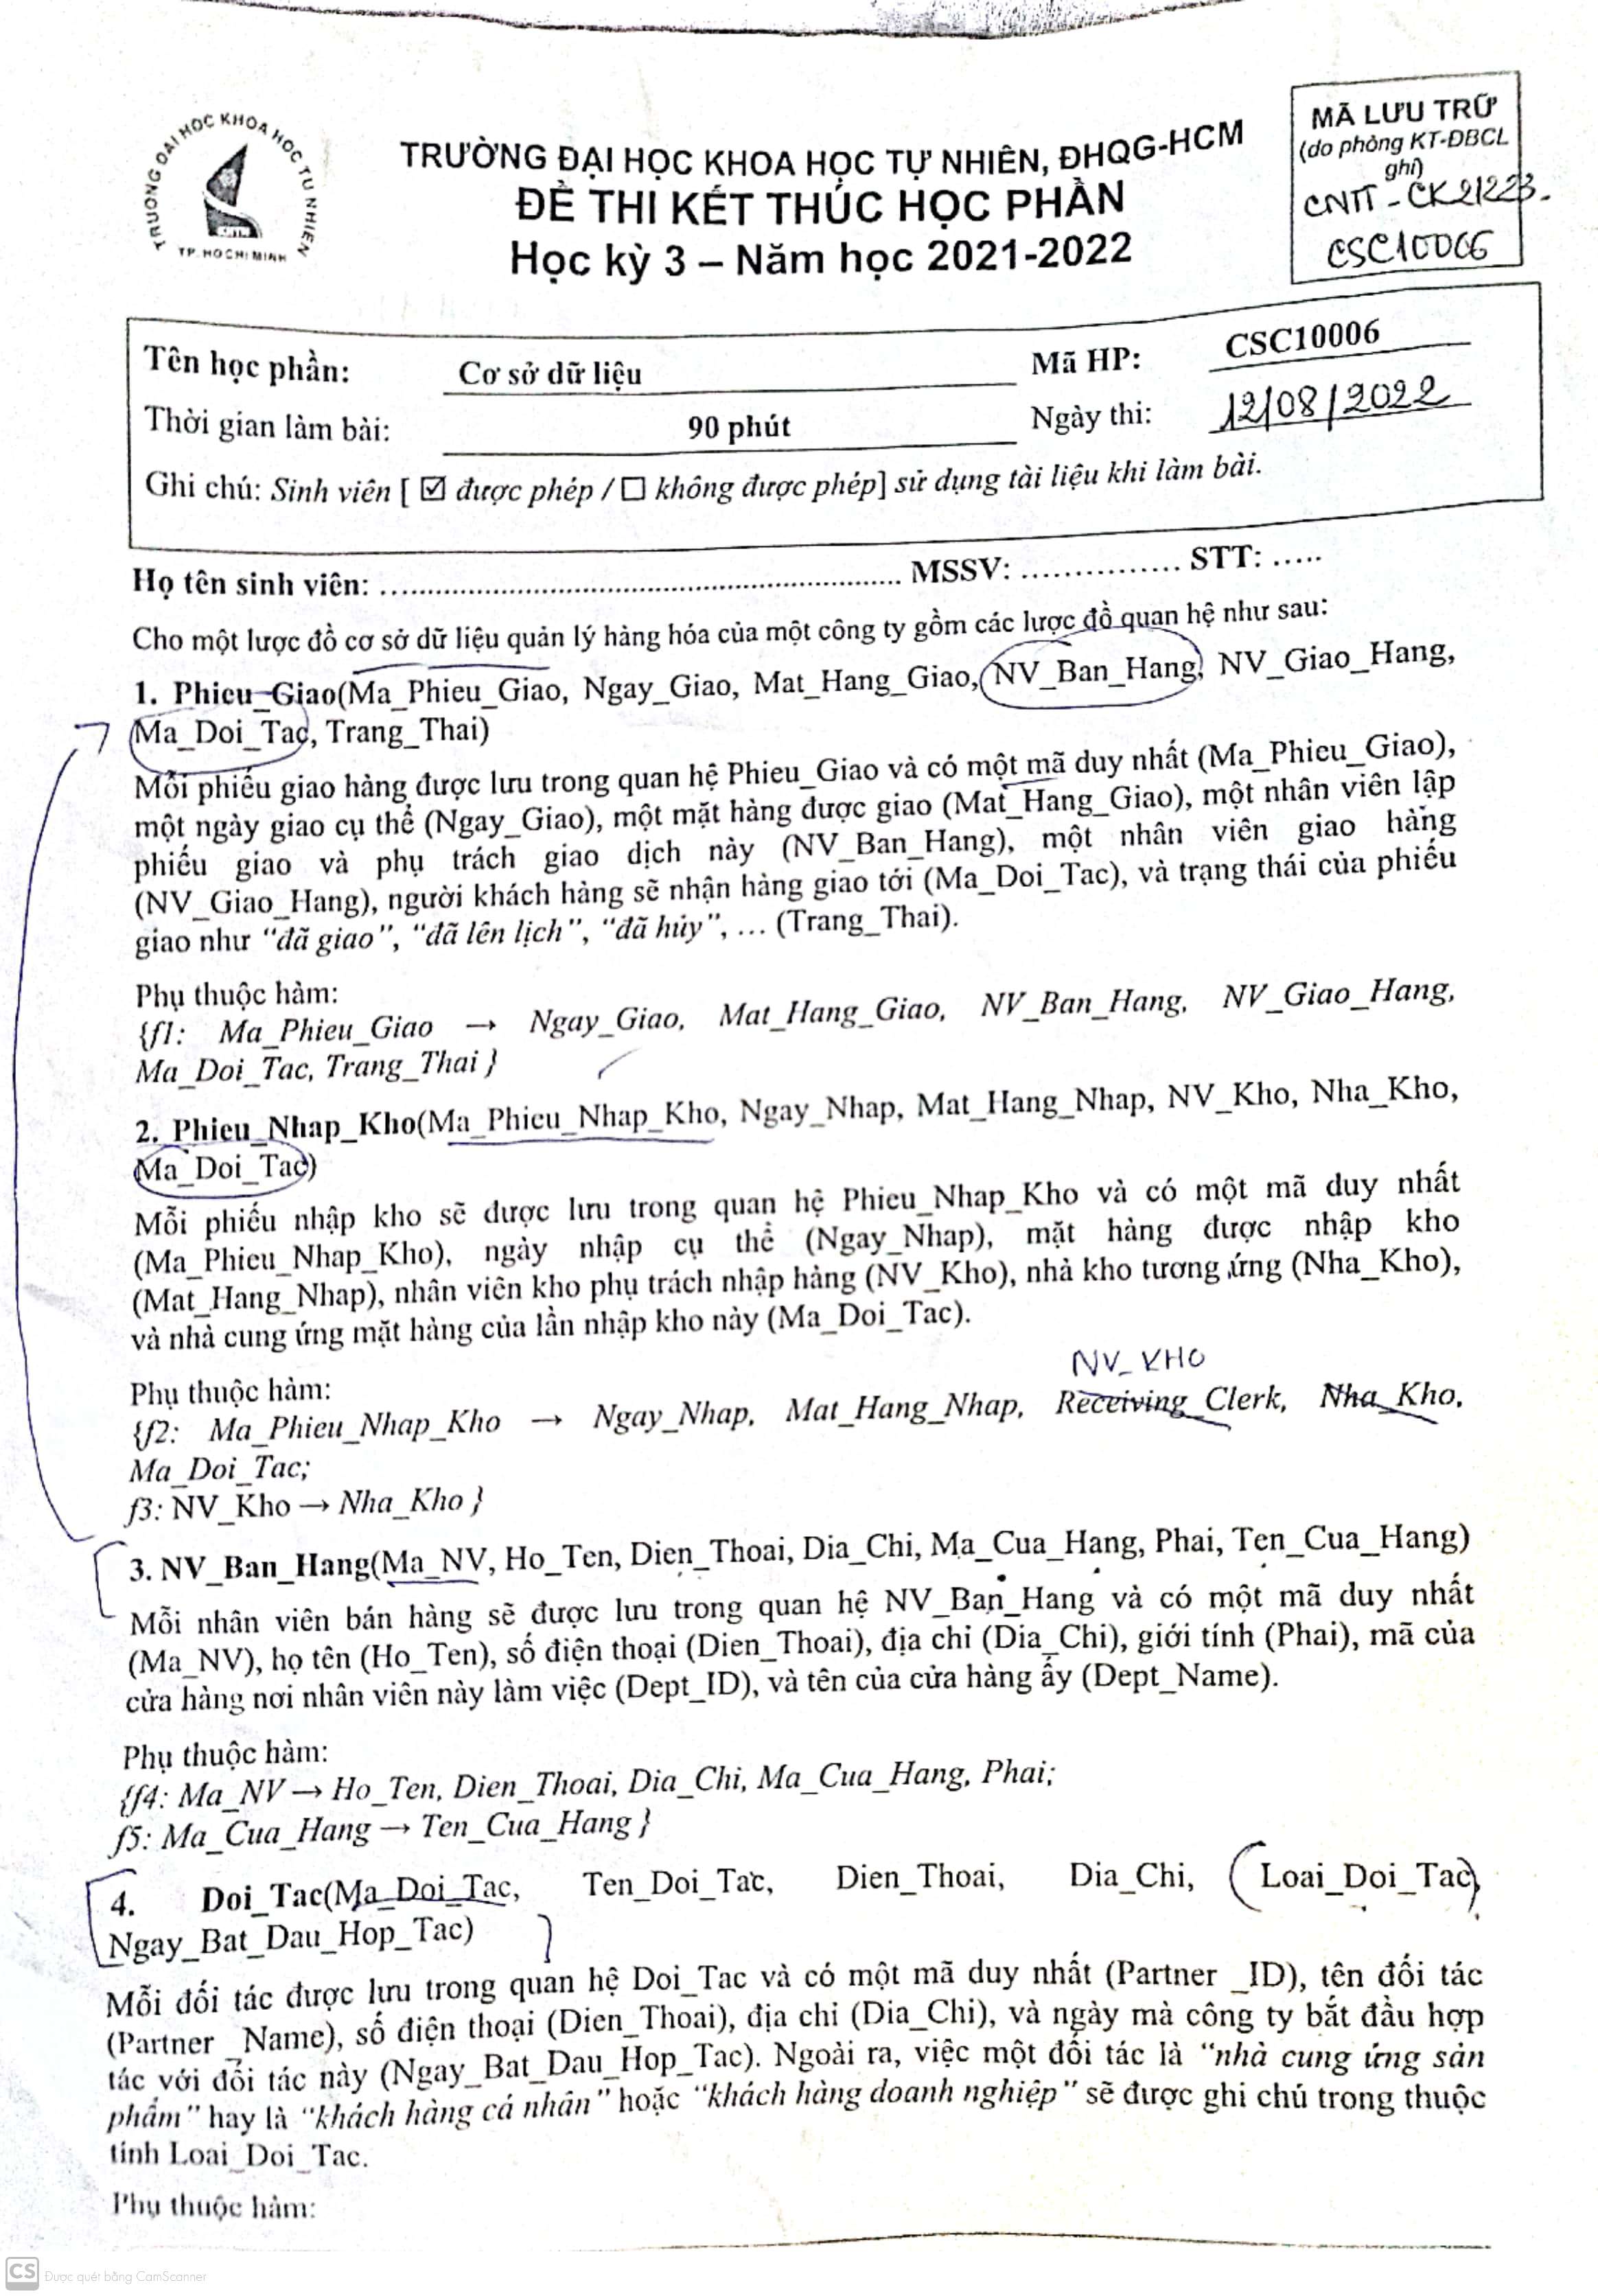 TRƯỜNG ĐẠI HỌC KHOA HỌC TỰ NHIÊN
TP. HO CHI MINH
TRƯỜNG ĐẠI HỌC KHOA HỌC TỰ NHIÊN, ĐHQG-HCM
ĐỀ THI KẾT THÚC HỌC PHẦN
Học kỳ 3 – Năm học 2021-2022
MÃ LƯU TRỮ
(do phòng KT-ĐBCL
ghi)
CNTT - CK21223.
CSC10006
Tên học phần: Cơ sở dữ liệu Mã HP: CSC10006
Thời gian làm bài: 90 phút Ngày thi: 12/08/2022
Ghi chú: Sinh viên [ ☑ được phép / ☐ không được phép] sử dụng tài liệu khi làm bài.
Họ tên sinh viên: .......................................................... MSSV: ............... STT: .....
Cho một lược đồ cơ sở dữ liệu quản lý hàng hóa của một công ty gồm các lược đồ quan hệ như sau:
1. Phieu_Giao(Ma_Phieu_Giao, Ngay_Giao, Mat_Hang_Giao, NV_Ban_Hang, NV_Giao_Hang,
Ma_Doi_Tac, Trang_Thai)
Mỗi phiếu giao hàng được lưu trong quan hệ Phieu_Giao và có một mã duy nhất (Ma_Phieu_Giao),
một ngày giao cụ thể (Ngay_Giao), một mặt hàng được giao (Mat_Hang_Giao), một nhân viên lập
phiếu giao và phụ trách giao dịch này (NV_Ban_Hang), một nhân viên giao hàng
(NV_Giao_Hang), người khách hàng sẽ nhận hàng giao tới (Ma_Doi_Tac), và trạng thái của phiếu
giao như “đã giao”, “đã lên lịch”, “đã hủy”, … (Trang_Thai).
Phụ thuộc hàm:
{f1: Ma_Phieu_Giao → Ngay_Giao, Mat_Hang_Giao, NV_Ban_Hang, NV_Giao_Hang,
Ma_Doi_Tac, Trang_Thai }
2. Phieu_Nhap_Kho(Ma_Phieu_Nhap_Kho, Ngay_Nhap, Mat_Hang_Nhap, NV_Kho, Nha_Kho,
Ma_Doi_Tac)
Mỗi phiếu nhập kho sẽ được lưu trong quan hệ Phieu_Nhap_Kho và có một mã duy nhất
(Ma_Phieu_Nhap_Kho), ngày nhập cụ thể (Ngay_Nhap), mặt hàng được nhập kho
(Mat_Hang_Nhap), nhân viên kho phụ trách nhập hàng (NV_Kho), nhà kho tương ứng (Nha_Kho),
và nhà cung ứng mặt hàng của lần nhập kho này (Ma_Doi_Tac).
NV_KHO
Phụ thuộc hàm:
{f2: Ma_Phieu_Nhap_Kho → Ngay_Nhap, Mat_Hang_Nhap, Receiving_Clerk, Nha_Kho,
Ma_Doi_Tac;
f3: NV_Kho → Nha_Kho }
3. NV_Ban_Hang(Ma_NV, Ho_Ten, Dien_Thoai, Dia_Chi, Ma_Cua_Hang, Phai, Ten_Cua_Hang)
Mỗi nhân viên bán hàng sẽ được lưu trong quan hệ NV_Ban_Hang và có một mã duy nhất
(Ma_NV), họ tên (Ho_Ten), số điện thoại (Dien_Thoai), địa chỉ (Dia_Chi), giới tính (Phai), mã của
cửa hàng nơi nhân viên này làm việc (Dept_ID), và tên của cửa hàng ấy (Dept_Name).
Phụ thuộc hàm:
{f4: Ma_NV → Ho_Ten, Dien_Thoai, Dia_Chi, Ma_Cua_Hang, Phai;
f5: Ma_Cua_Hang → Ten_Cua_Hang }
4. Doi_Tac(Ma_Doi_Tac, Ten_Doi_Tac, Dien_Thoai, Dia_Chi, Loai_Doi_Tac,
Ngay_Bat_Dau_Hop_Tac)
Mỗi đối tác được lưu trong quan hệ Doi_Tac và có một mã duy nhất (Partner _ID), tên đối tác
(Partner _Name), số điện thoại (Dien_Thoai), địa chỉ (Dia_Chi), và ngày mà công ty bắt đầu hợp
tác với đối tác này (Ngay_Bat_Dau_Hop_Tac). Ngoài ra, việc một đối tác là “nhà cung ứng sản
phẩm” hay là “khách hàng cá nhân” hoặc “khách hàng doanh nghiệp” sẽ được ghi chú trong thuộc
tính Loai_Doi_Tac.
Phụ thuộc hàm:
CS Được quét bằng CamScanner